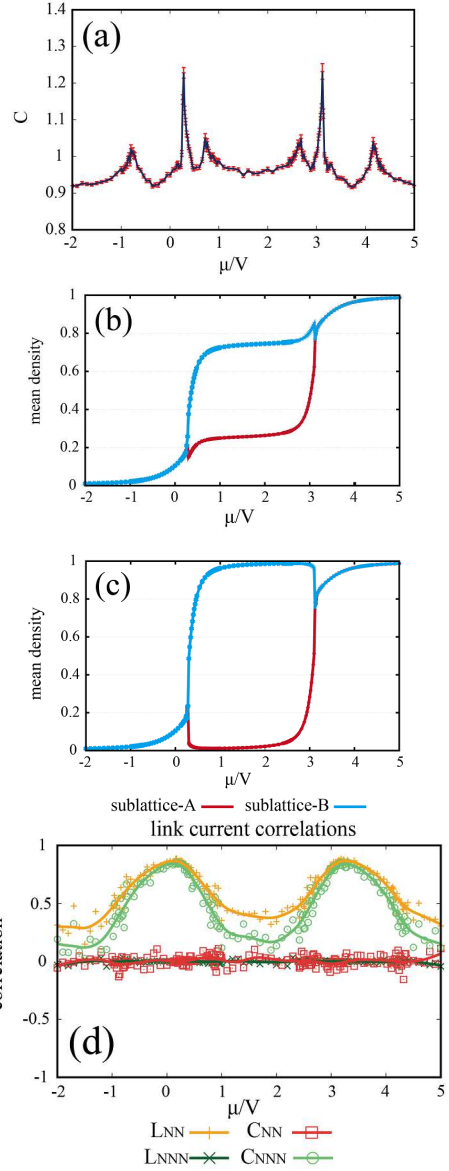 1.4
(a)
1.3
1.2
C
1.1
1
0.9
0.8
-2 -1 0 1 2 3 4 5
μ/V
1
(b)
0.8
mean density
0.6
0.4
0.2
0
-2 -1 0 1 2 3 4 5
μ/V
1
(c)
0.8
mean density
0.6
0.4
0.2
0
-2 -1 0 1 2 3 4 5
μ/V
sublattice-A sublattice-B
link current correlations
1
0.5
0
-0.5
(d)
-1
-2 -1 0 1 2 3 4 5
μ/V
LNN CNN
LNNN CNNN